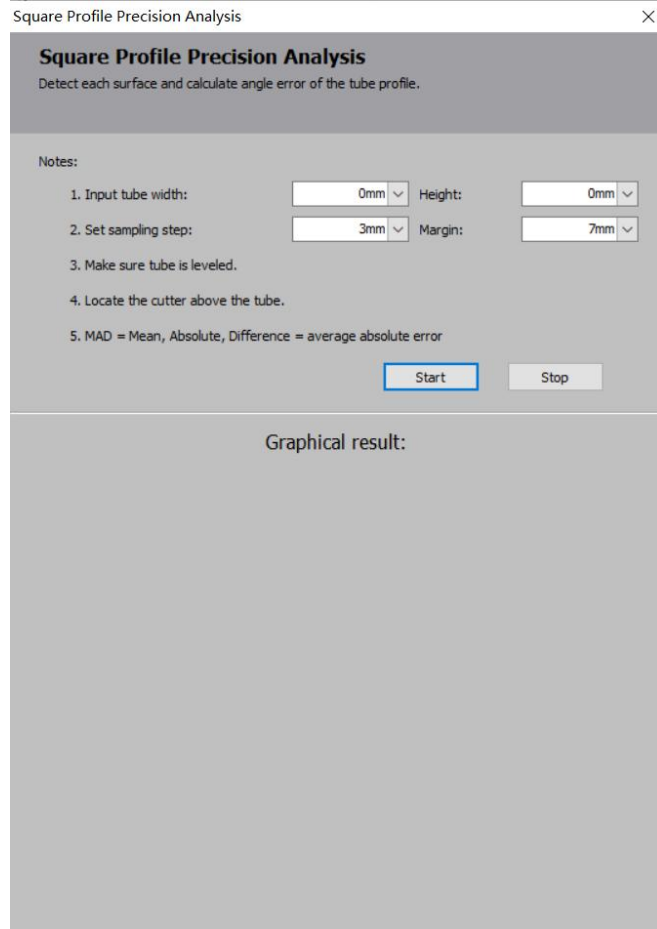 Square Profile Precision Analysis
Square Profile Precision Analysis
Detect each surface and calculate angle error of the tube profile.
Notes:
1. Input tube width: 0mm Height: 0mm
2. Set sampling step: 3mm Margin: 7mm
3. Make sure tube is leveled.
4. Locate the cutter above the tube.
5. MAD = Mean, Absolute, Difference = average absolute error
Start Stop
Graphical result: